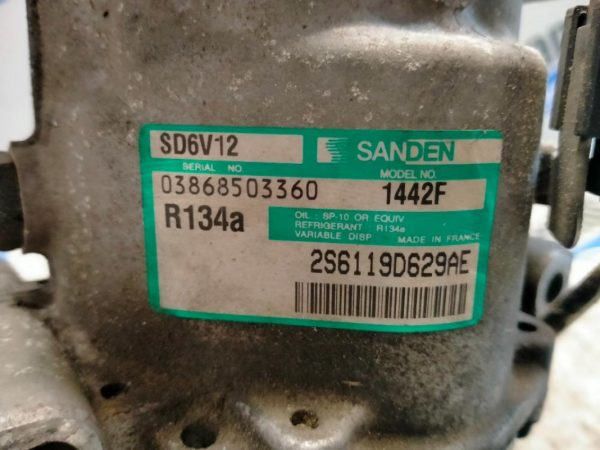 SD6V12
SANDEN
SERIAL NO.
MODEL NO.
03868503360
1442F
R134a
OIL : SP-10 OR EQUIV
REFRIGERANT R134a
VARIABLE DISP MADE IN FRANCE
2S6119D629AE